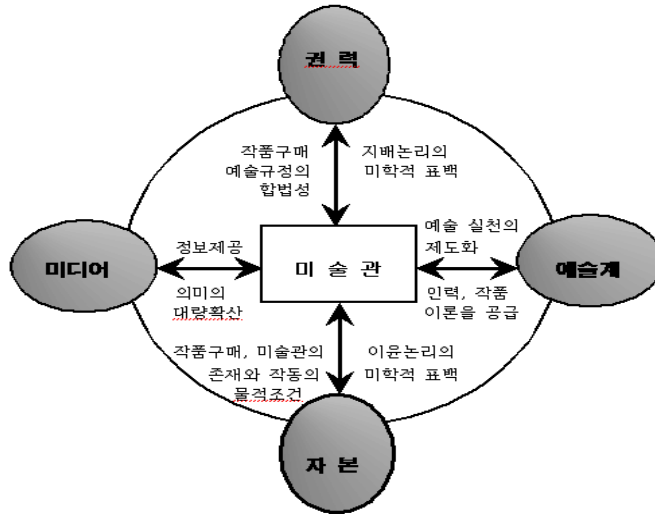 권 력
작품구매
예술규정의
합법성
지배논리의
미학적 표백
미디어
정보제공
의미의
대량확산
미 술 관
예술 실천의
제도화
인력, 작품
이론을 공급
예술계
작품구매, 미술관의
존재와 작동의
물적조건
이윤논리의
미학적 표백
자 본